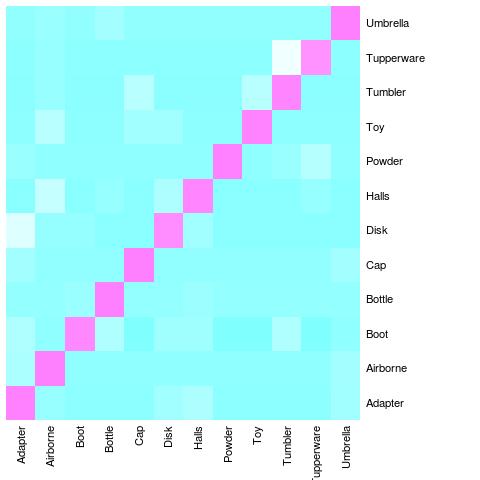 Umbrella
Tupperware
Tumbler
Toy
Powder
Halls
Disk
Cap
Bottle
Boot
Airborne
Adapter
Adapter
Airborne
Boot
Bottle
Cap
Disk
Halls
Powder
Toy
Tumbler
Tupperware
Umbrella